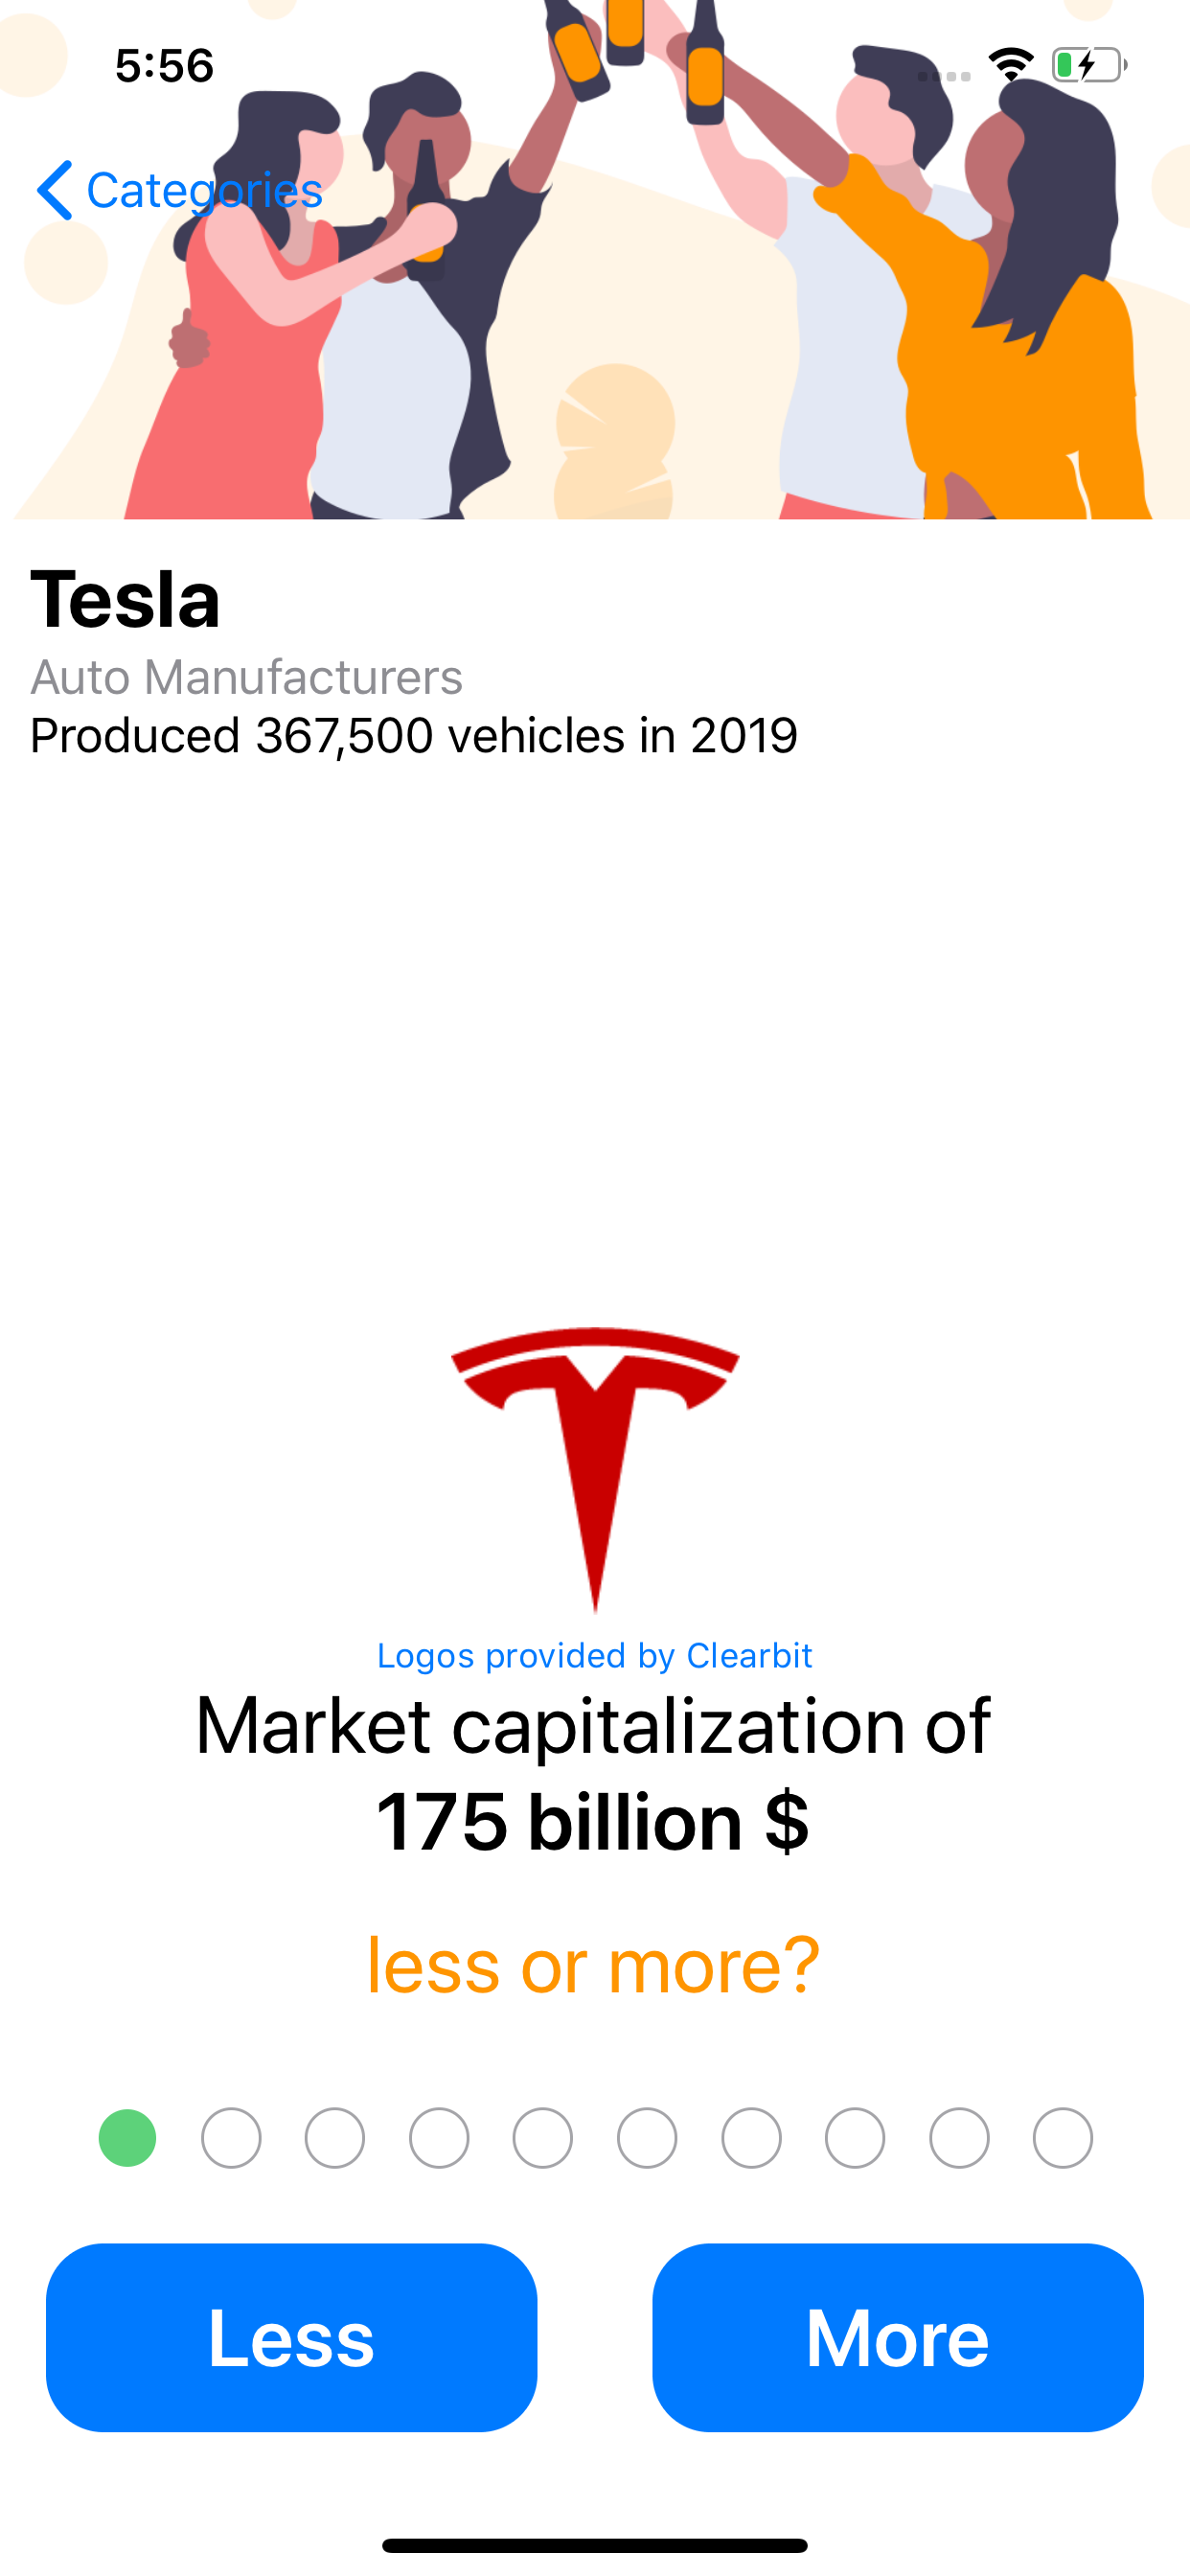 5:56
Categories
Tesla
Auto Manufacturers
Produced 367,500 vehicles in 2019
Logos provided by Clearbit
Market capitalization of
175 billion $
less or more?
Less
More